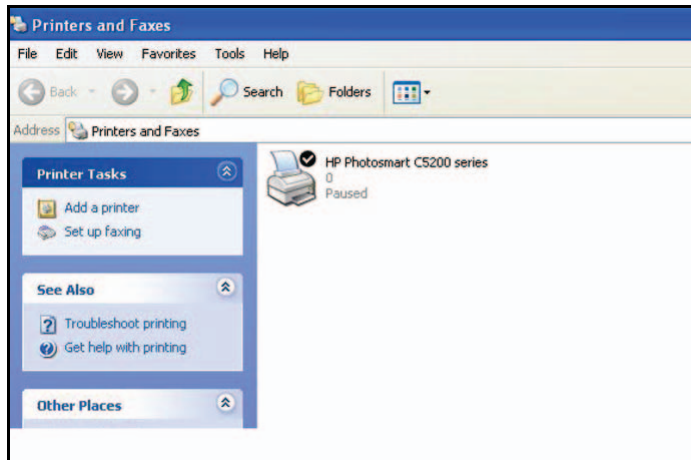 Printers and Faxes
File Edit View Favorites Tools Help
Back Search Folders
Address Printers and Faxes
Printer Tasks
Add a printer
Set up faxing
See Also
Troubleshoot printing
Get help with printing
Other Places
HP Photosmart C5200 series
0
Paused